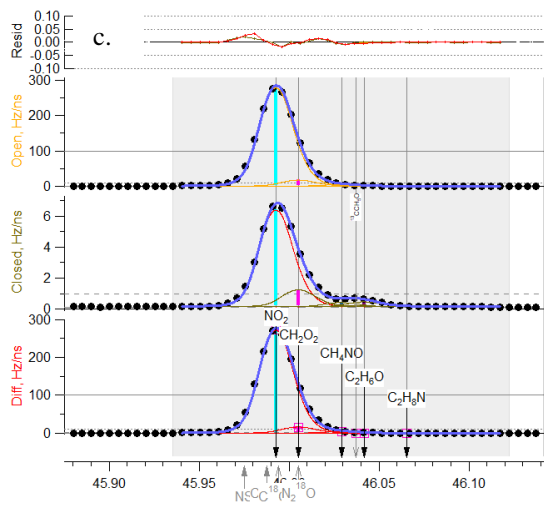 Resid
0.10
0.05
0.00
-0.05
-0.10
c.
Open, Hz/ns
300
200
100
0
Closed, Hz/ns
6
4
2
0
Diff, Hz/ns
300
200
100
0
NO2
CH2O2
CH4NO
C2H6O
C2H8N
45.90
45.95
46.00
46.05
46.10